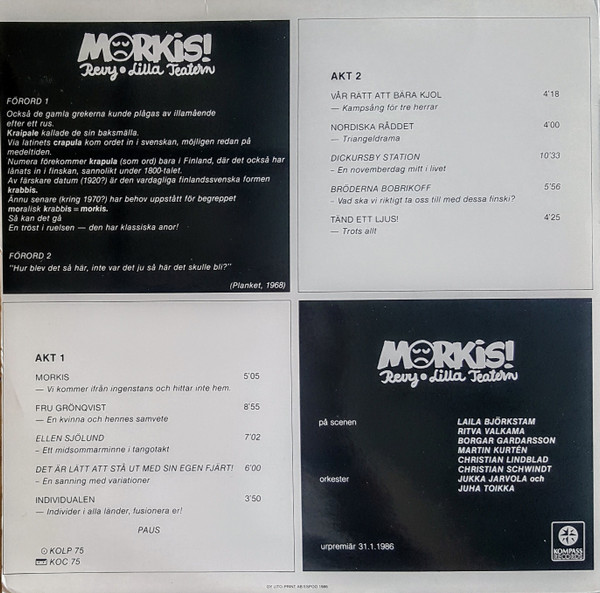 MORKIS!
Revy • Lilla Teatern
FÖRORD 1
Också de gamla grekerna kunde plågas av illamående
efter ett rus.
Kraipale kallade de sin baksmälla.
Via latinets crapula kom ordet in i svenskan, möjligen redan på
medeltiden.
Numera förekommer krapula (som ord) bara i Finland, där det också har
lånats in i finskan, sannolikt under 1800-talet.
Av färskare datum (1920?) är den vardagliga finlandssvenska formen
krabbis.
Ännu senare (kring 1970?) har behov uppstått för begreppet
moralisk krabbis = morkis.
Så kan det gå
En tröst i ruelsen — den har klassiska anor!
FÖRORD 2
"Hur blev det så här, inte var det ju så här det skulle bli?"
(Planket, 1968)
AKT 2
VÅR RÄTT ATT BÄRA KJOL 4'18
— Kampsång för tre herrar
NORDISKA RÅDDET 4'00
— Triangeldrama
DICKURSBY STATION 10'33
- En novemberdag mitt i livet
BRÖDERNA BOBRIKOFF 5'56
- Vad ska vi riktigt ta oss till med dessa finski?
TÄND ETT LJUS! 4'25
— Trots allt
AKT 1
MORKIS 5'05
— Vi kommer ifrån ingenstans och hittar inte hem.
FRU GRÖNQVIST 8'55
— En kvinna och hennes samvete
ELLEN SJÖLUND 7'02
- Ett midsommarminne i tangotakt
DET ÄR LÄTT ATT STÅ UT MED SIN EGEN FJÄRT! 6'00
- En sanning med variationer
INDIVIDUALEN 3'50
— Individer i alla länder, fusionera er!
PAUS
KOLP 75
KOC 75
MORKIS!
Revy • Lilla Teatern
på scenen LAILA BJÖRKSTAM
RITVA VALKAMA
BORGAR GARDARSSON
MARTIN KURTÉN
CHRISTIAN LINDBLAD
CHRISTIAN SCHWINDT
orkester JUKKA JARVOLA och
JUHA TOIKKA
urpremiär 31.1.1986
KOMPASS
RECORDS